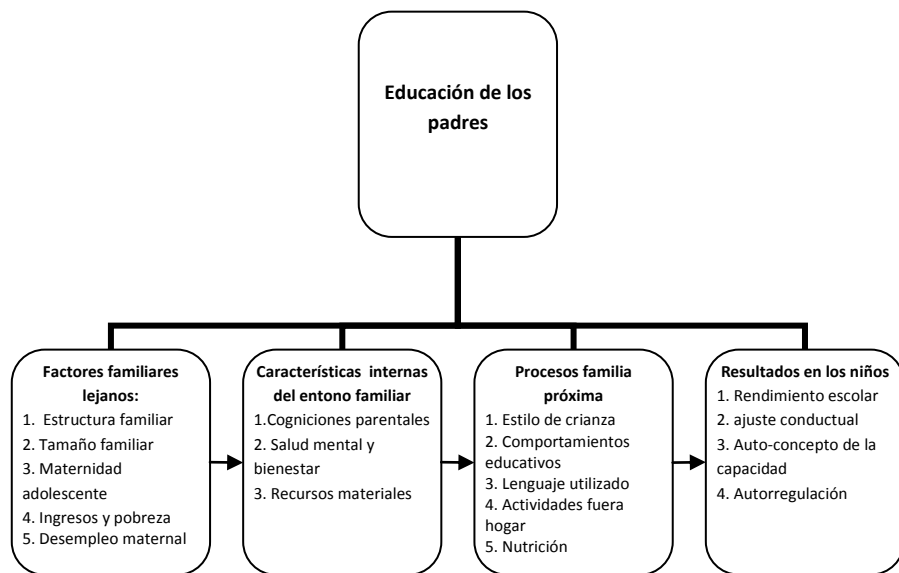 Educación de los
padres
Factores familiares
lejanos:
1. Estructura familiar
2. Tamaño familiar
3. Maternidad
adolescente
4. Ingresos y pobreza
5. Desempleo maternal
Características internas
del entono familiar
1.Cogniciones parentales
2. Salud mental y
bienestar
3. Recursos materiales
Procesos familia
próxima
1. Estilo de crianza
2. Comportamientos
educativos
3. Lenguaje utilizado
4. Actividades fuera
hogar
5. Nutrición
Resultados en los niños
1. Rendimiento escolar
2. ajuste conductual
3. Auto-concepto de la
capacidad
4. Autorregulación